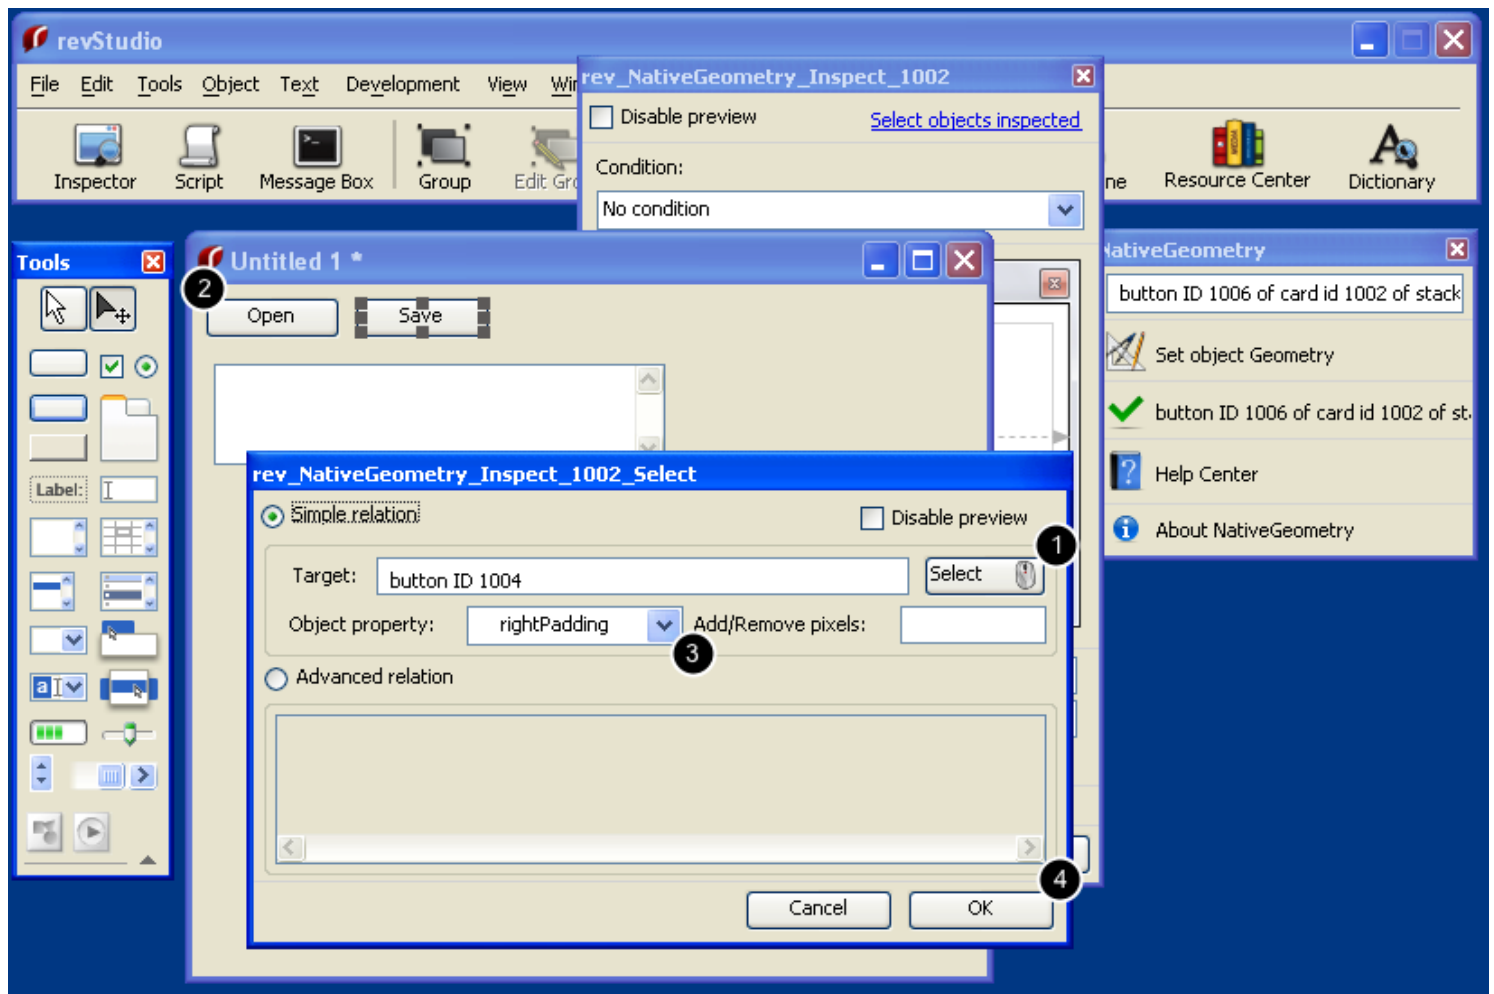 revStudio
File Edit Tools Object Text Development View
Inspector Script Message Box Group Edit
Resource Center Dictionary
rev_NativeGeometry_Inspect_1002
Disable preview Select objects inspected
Condition:
No condition
Tools
Label:
a
Untitled 1 *
2
Open Save
NativeGeometry
button ID 1006 of card id 1002 of stack
Set object Geometry
button ID 1006 of card id 1002 of
Help Center
About NativeGeometry
rev_NativeGeometry_Inspect_1002_Select
Simple relation Disable preview
1
Target: button ID 1004 Select
Object property: rightPadding Add/Remove pixels:
3
Advanced relation
4
Cancel OK